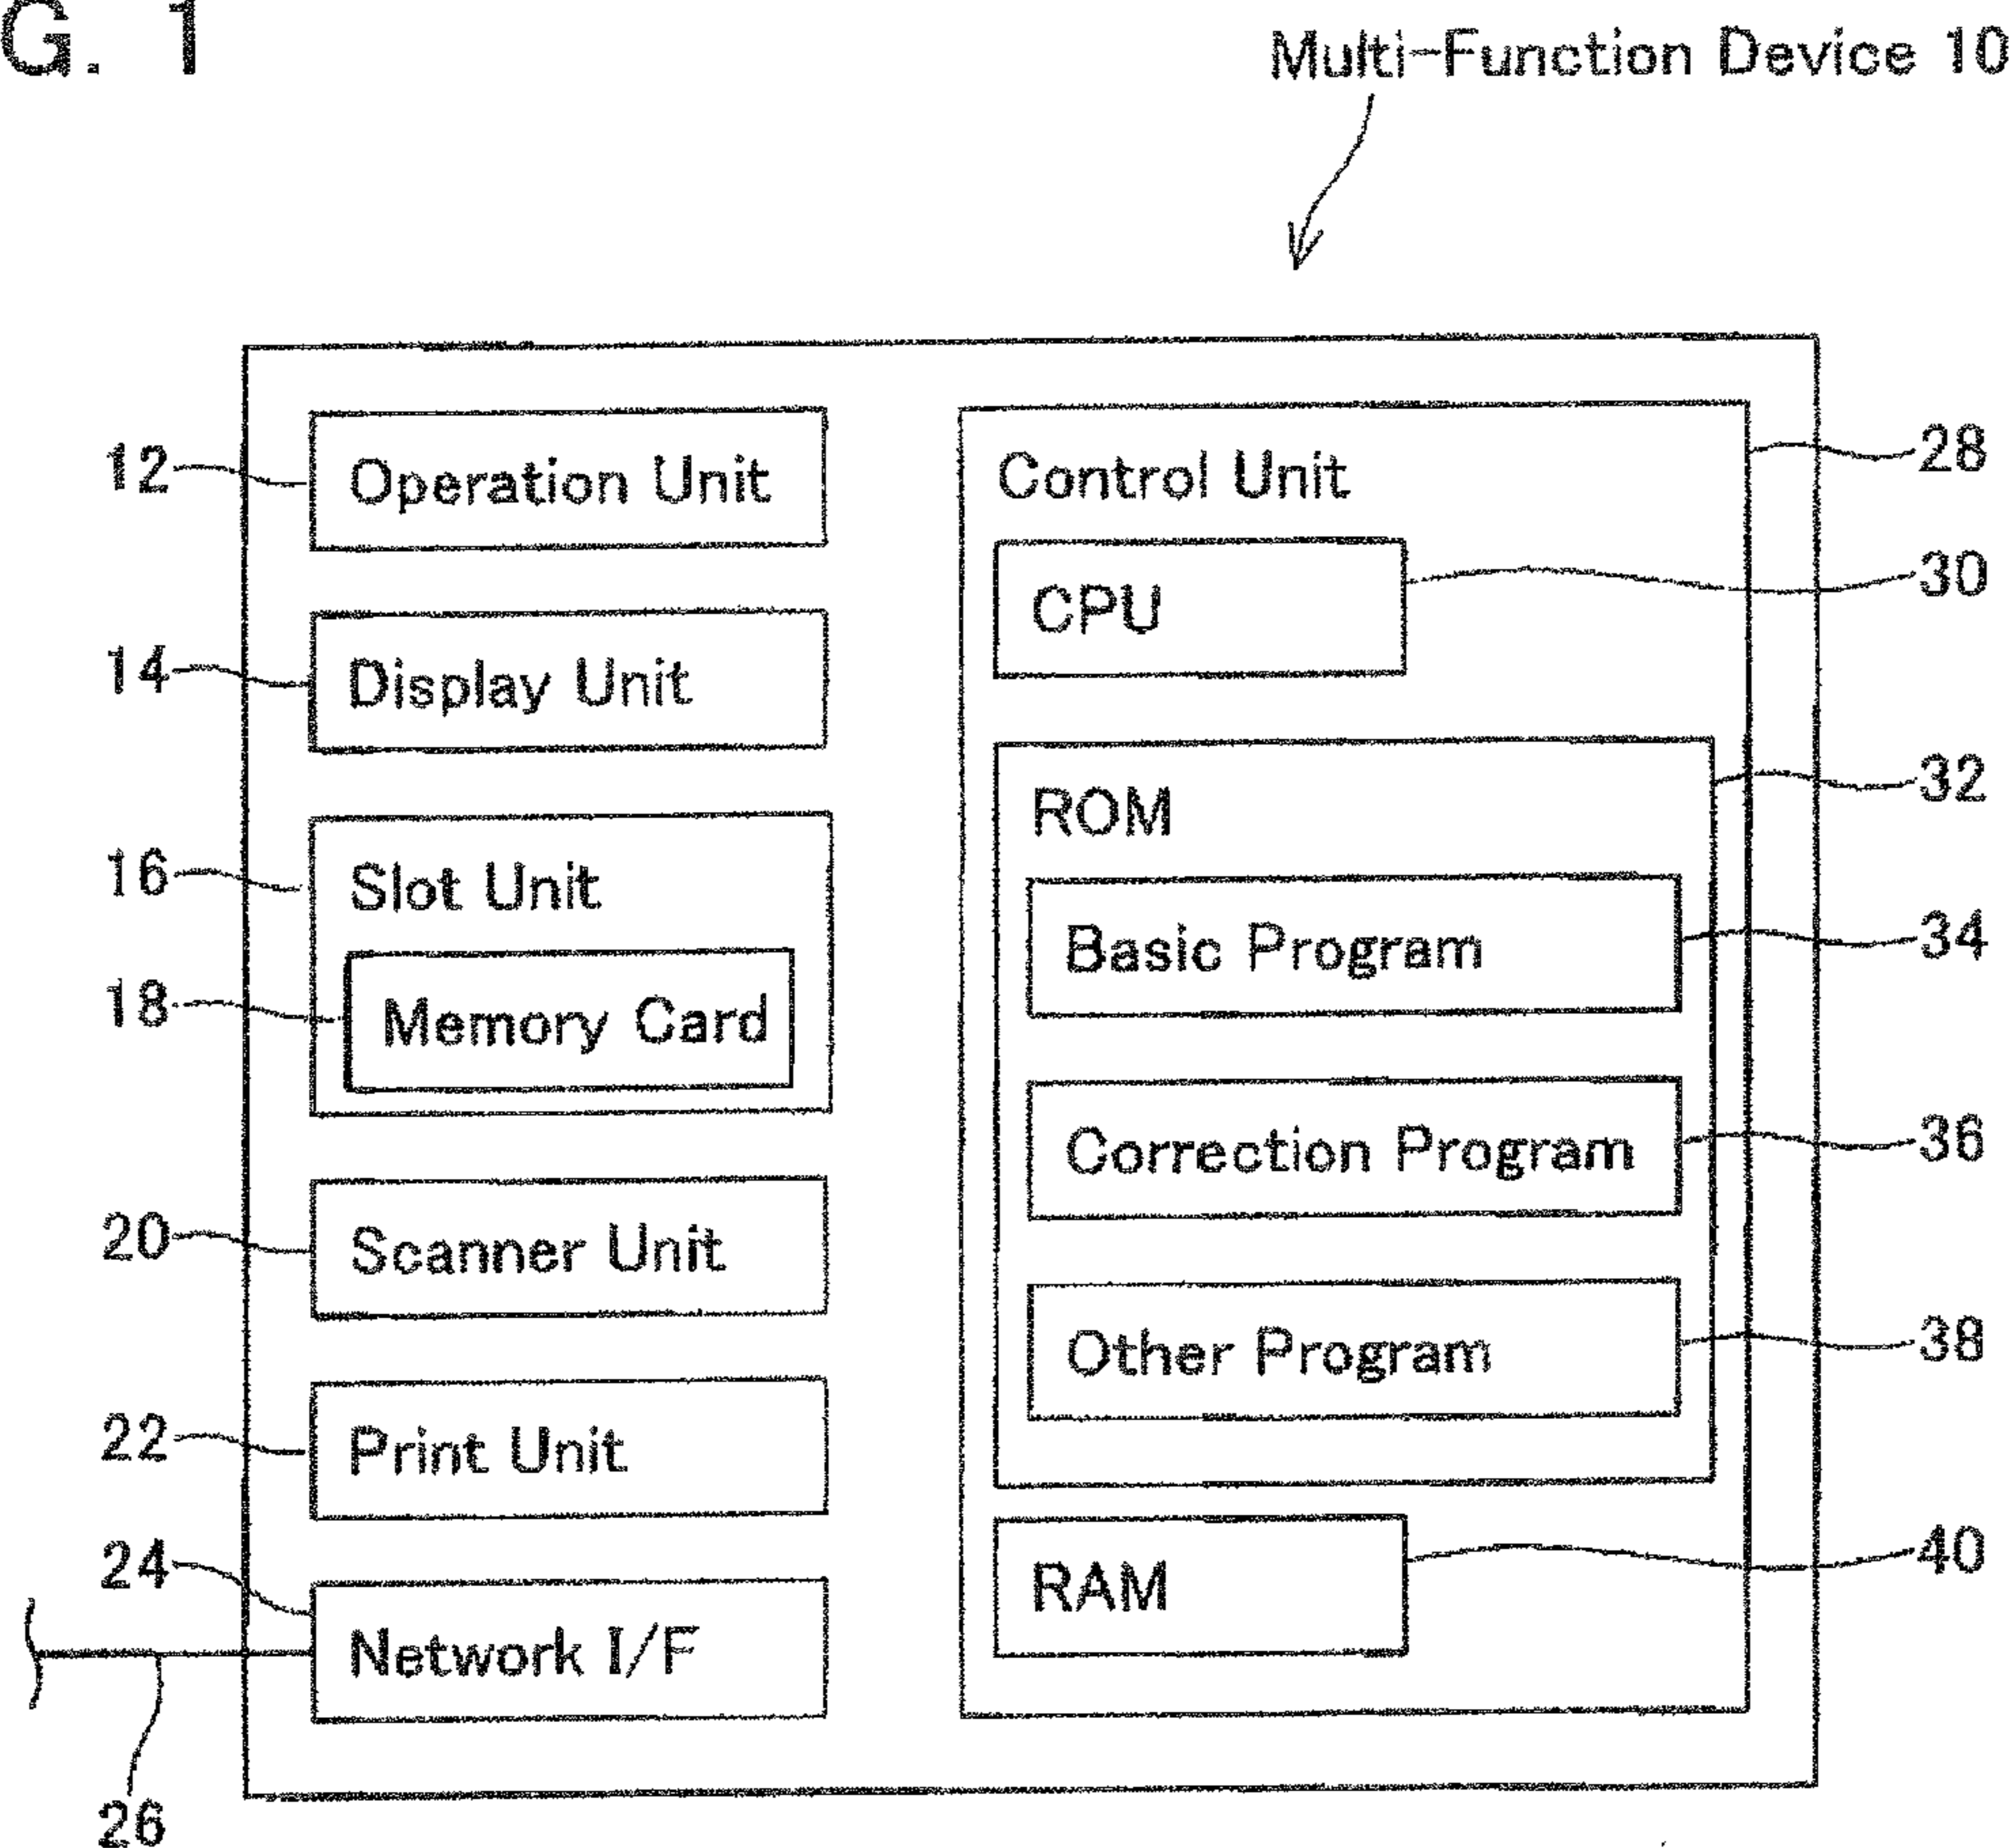 G. 1
Multi-Function Device 10
12
Operation Unit
14
Display Unit
16
Slot Unit
18
Memory Card
20
Scanner Unit
22
Print Unit
24
Network I/F
26
Control Unit
28
CPU
30
ROM
32
Basic Program
34
Correction Program
36
Other Program
38
RAM
40